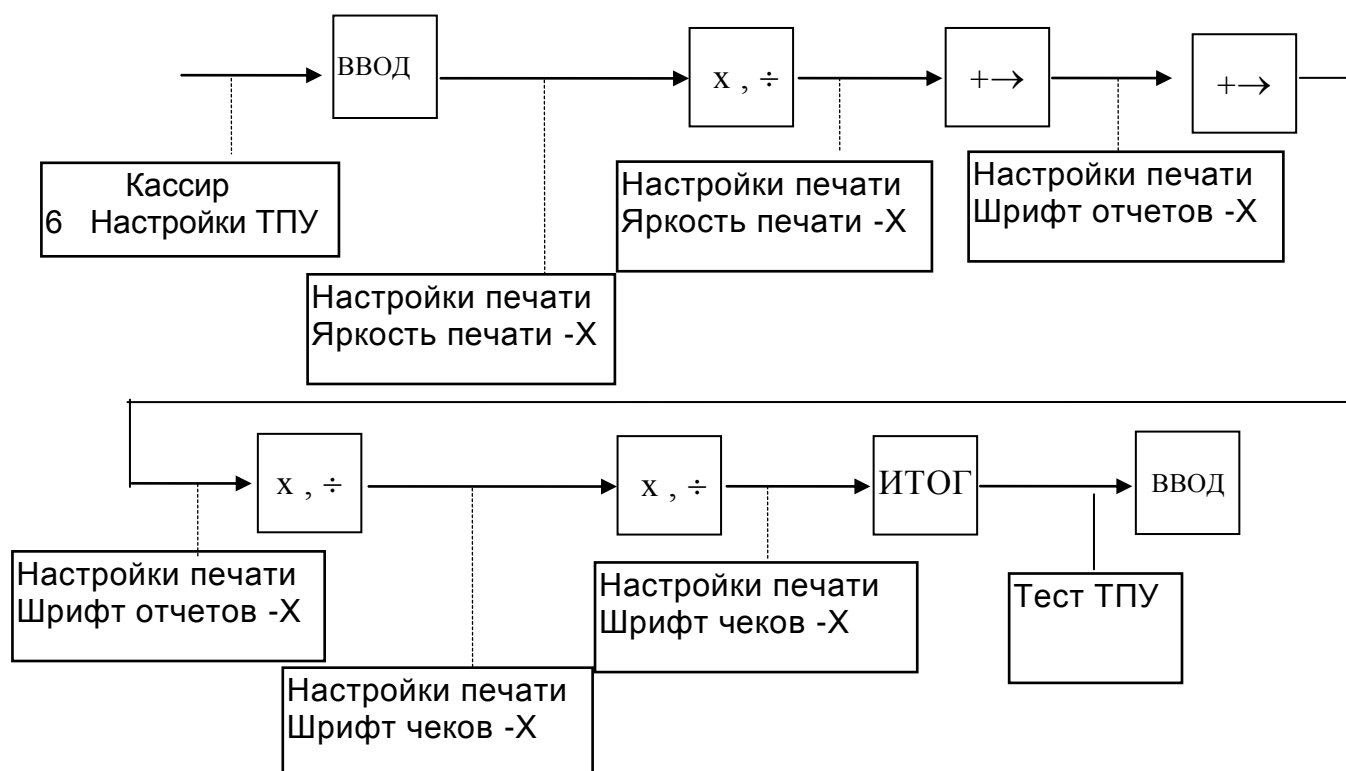 ВВОД
х , ÷
+→
+→
Кассир
6 Настройки ТПУ
Настройки печати
Яркость печати -Х
Настройки печати
Яркость печати -Х
Настройки печати
Шрифт отчетов -Х
х , ÷
х , ÷
ИТОГ
ВВОД
Настройки печати
Шрифт отчетов -Х
Настройки печати
Шрифт чеков -Х
Настройки печати
Шрифт чеков -Х
Тест ТПУ